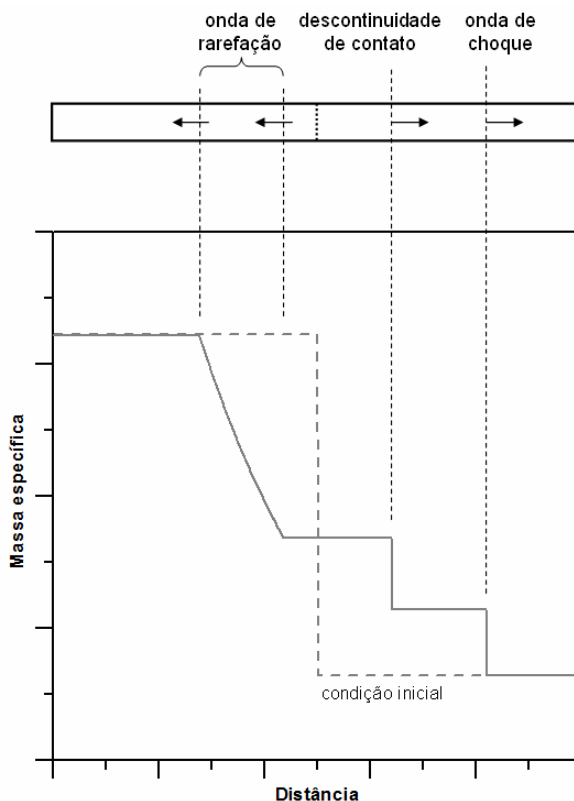 onda de
rarefação
descontinuidade
de contato
onda de
choque
Massa específica
condição inicial
Distância